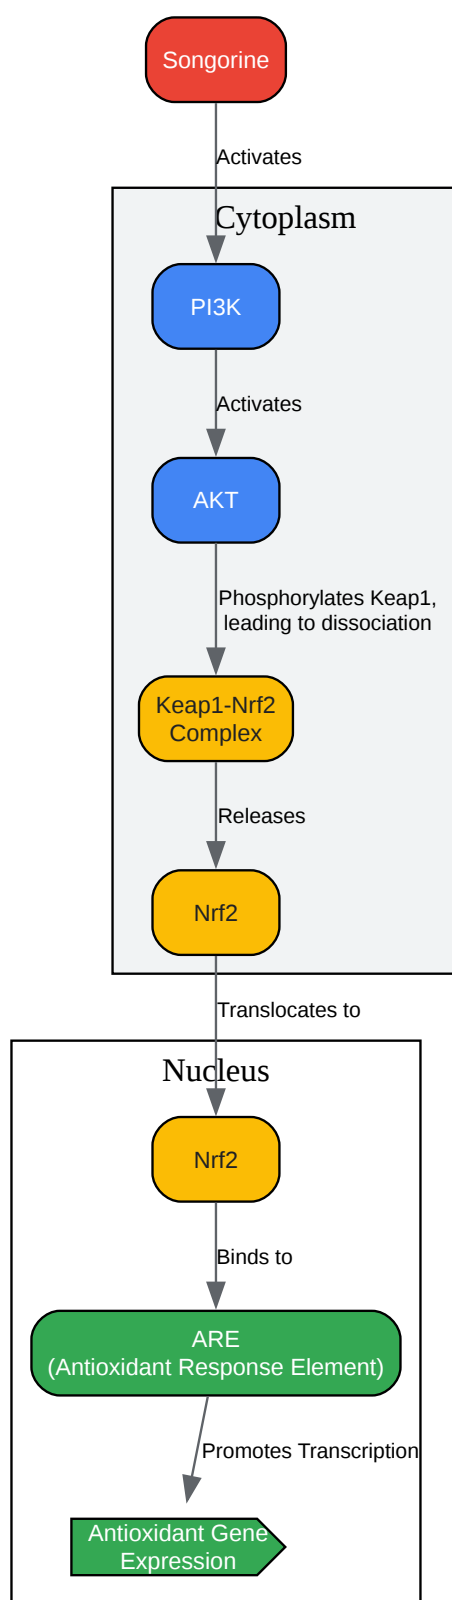 Songorine
Activates
Cytoplasm
PI3K
Activates
AKT
Phosphorylates Keap1,
leading to dissociation
Keap1-Nrf2
Complex
Releases
Nrf2
Translocates to
Nucleus
Nrf2
Binds to
ARE
(Antioxidant Response Element)
Promotes Transcription
Antioxidant Gene
Expression